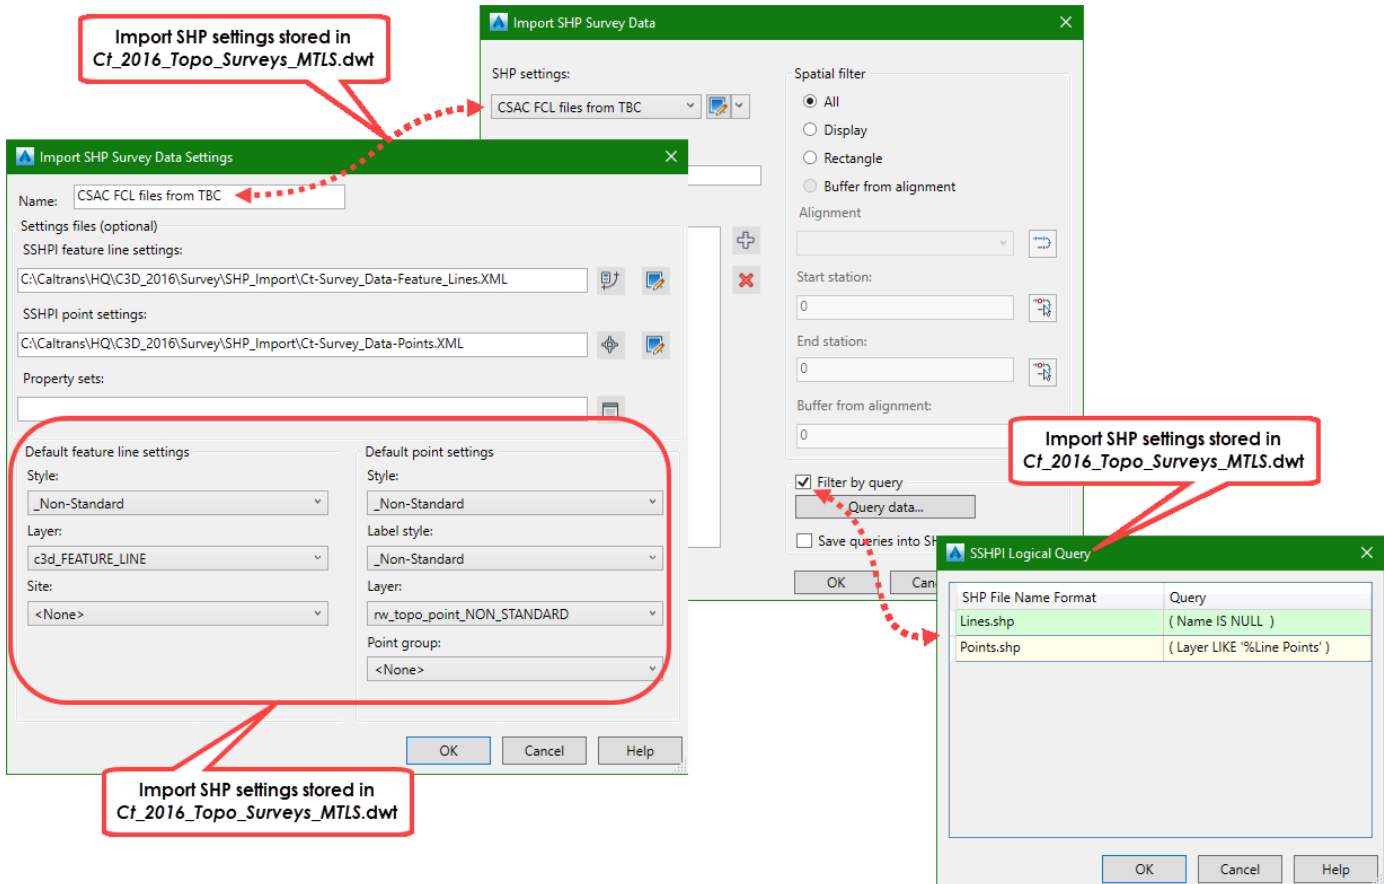 Import SHP settings stored in
Ct_2016_Topo_Surveys_MTLS.dwt
Import SHP Survey Data
SHP settings:
CSAC FCL files from TBC
Spatial filter
All
Display
Rectangle
Buffer from alignment
Alignment
Start station:
0
End station:
0
Buffer from alignment:
0
Filter by query
Query data...
Save queries into SH
OK
Can
Import SHP Survey Data Settings
Name:
CSAC FCL files from TBC
Settings files (optional)
SSHPI feature line settings:
C:\Caltrans\HQ\C3D_2016\Survey\SHP_Import\Ct-Survey_Data-Feature_Lines.XML
SSHPI point settings:
C:\Caltrans\HQ\C3D_2016\Survey\SHP_Import\Ct-Survey_Data-Points.XML
Property sets:
Default feature line settings
Style:
_Non-Standard
Layer:
c3d_FEATURE_LINE
Site:
<None>
Default point settings
Style:
_Non-Standard
Label style:
_Non-Standard
Layer:
rw_topo_point_NON_STANDARD
Point group:
<None>
OK
Cancel
Help
Import SHP settings stored in
Ct_2016_Topo_Surveys_MTLS.dwt
Import SHP settings stored in
Ct_2016_Topo_Surveys_MTLS.dwt
SSHPI Logical Query
SHP File Name Format
Query
Lines.shp
( Name IS NULL )
Points.shp
( Layer LIKE '%Line Points' )
OK
Cancel
Help